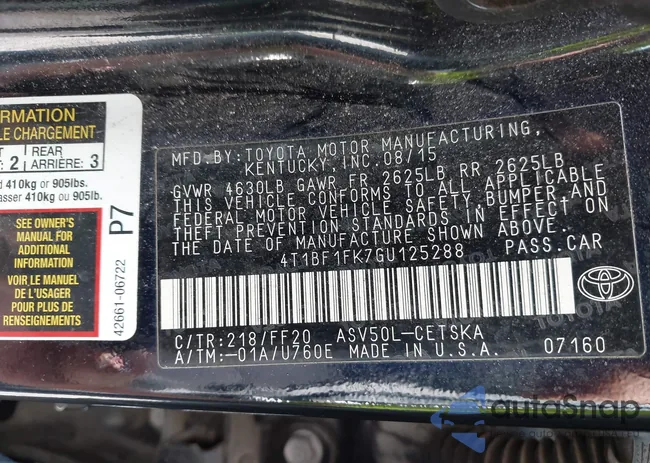 ORMATION
LE CHARGEMENT
T 2 | REAR ARRIÈRE 3
d 410kg or 905lbs.
asser 410kg ou 905lb.
SEE OWNER'S
MANUAL FOR
ADDITIONAL
INFORMATION
VOIR LE MANUEL
DE L'USAGER
POUR PLUS DE
RENSEIGNEMENTS
P7
42661-06722
MFD.BY:TOYOTA MOTOR MANUFACTURING,
KENTUCKY,INC.08/15
GVWR 4630LB GAWR FR 2625LB RR 2625LB
THIS VEHICLE CONFORMS TO ALL APPLICABLE
FEDERAL MOTOR VEHICLE SAFETY,BUMPER,AND
THEFT PREVENTION STANDARDS IN EFFECT ON
THE DATE OF MANUFACTURE SHOWN ABOVE.
4T1BF1FK7GU125288 PASS.CAR
C/TR:218/FF20 ASV50L-CETSKA
A/TM:-01A/U760E MADE IN U.S.A. 07160
TOYOTA
autoSnap